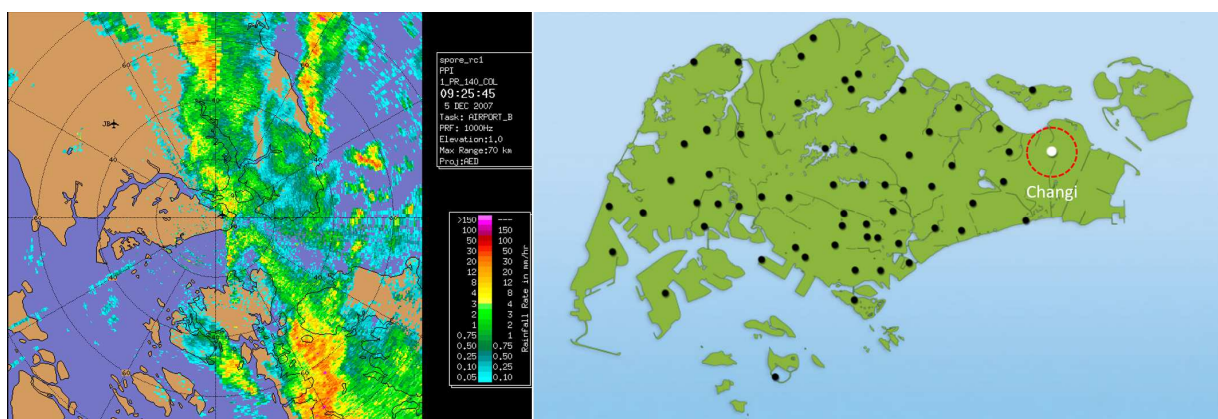 spore_rc1
PPI
1_PR_140_COL
09:25:45
5 DEC 2007
Task: AIRPORT_B
PRF: 1000Hz
Elevation:1.0
Max Range:70 km
Proj:AED
JB
>150 ---
100 150
50 100
30 50
20 30
12 20
8 12
4 8
3 4
2 3
1 2
0.75 1
0.50 0.75
0.25 0.50
0.10 0.25
0.05 0.10
Rainfall Rate in mm/hr
Changi